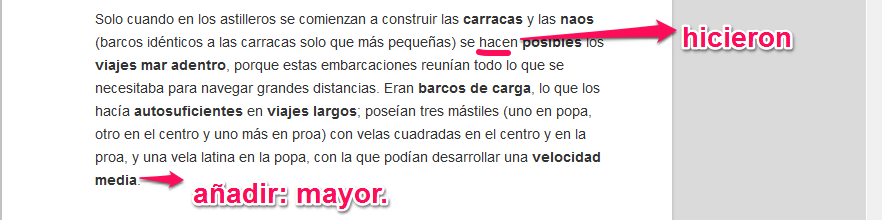 Solo cuando en los astilleros se comienzan a construir las carracas y las naos
(barcos idénticos a las carracas solo que más pequeñas) se hacen posibles los
hicieron
viajes mar adentro, porque estas embarcaciones reunían todo lo que se
necesitaba para navegar grandes distancias. Eran barcos de carga, lo que los
hacía autosuficientes en viajes largos; poseían tres mástiles (uno en popa,
otro en el centro y uno más en proa) con velas cuadradas en el centro y en la
proa, y una vela latina en la popa, con la que podían desarrollar una velocidad
media.
añadir: mayor.